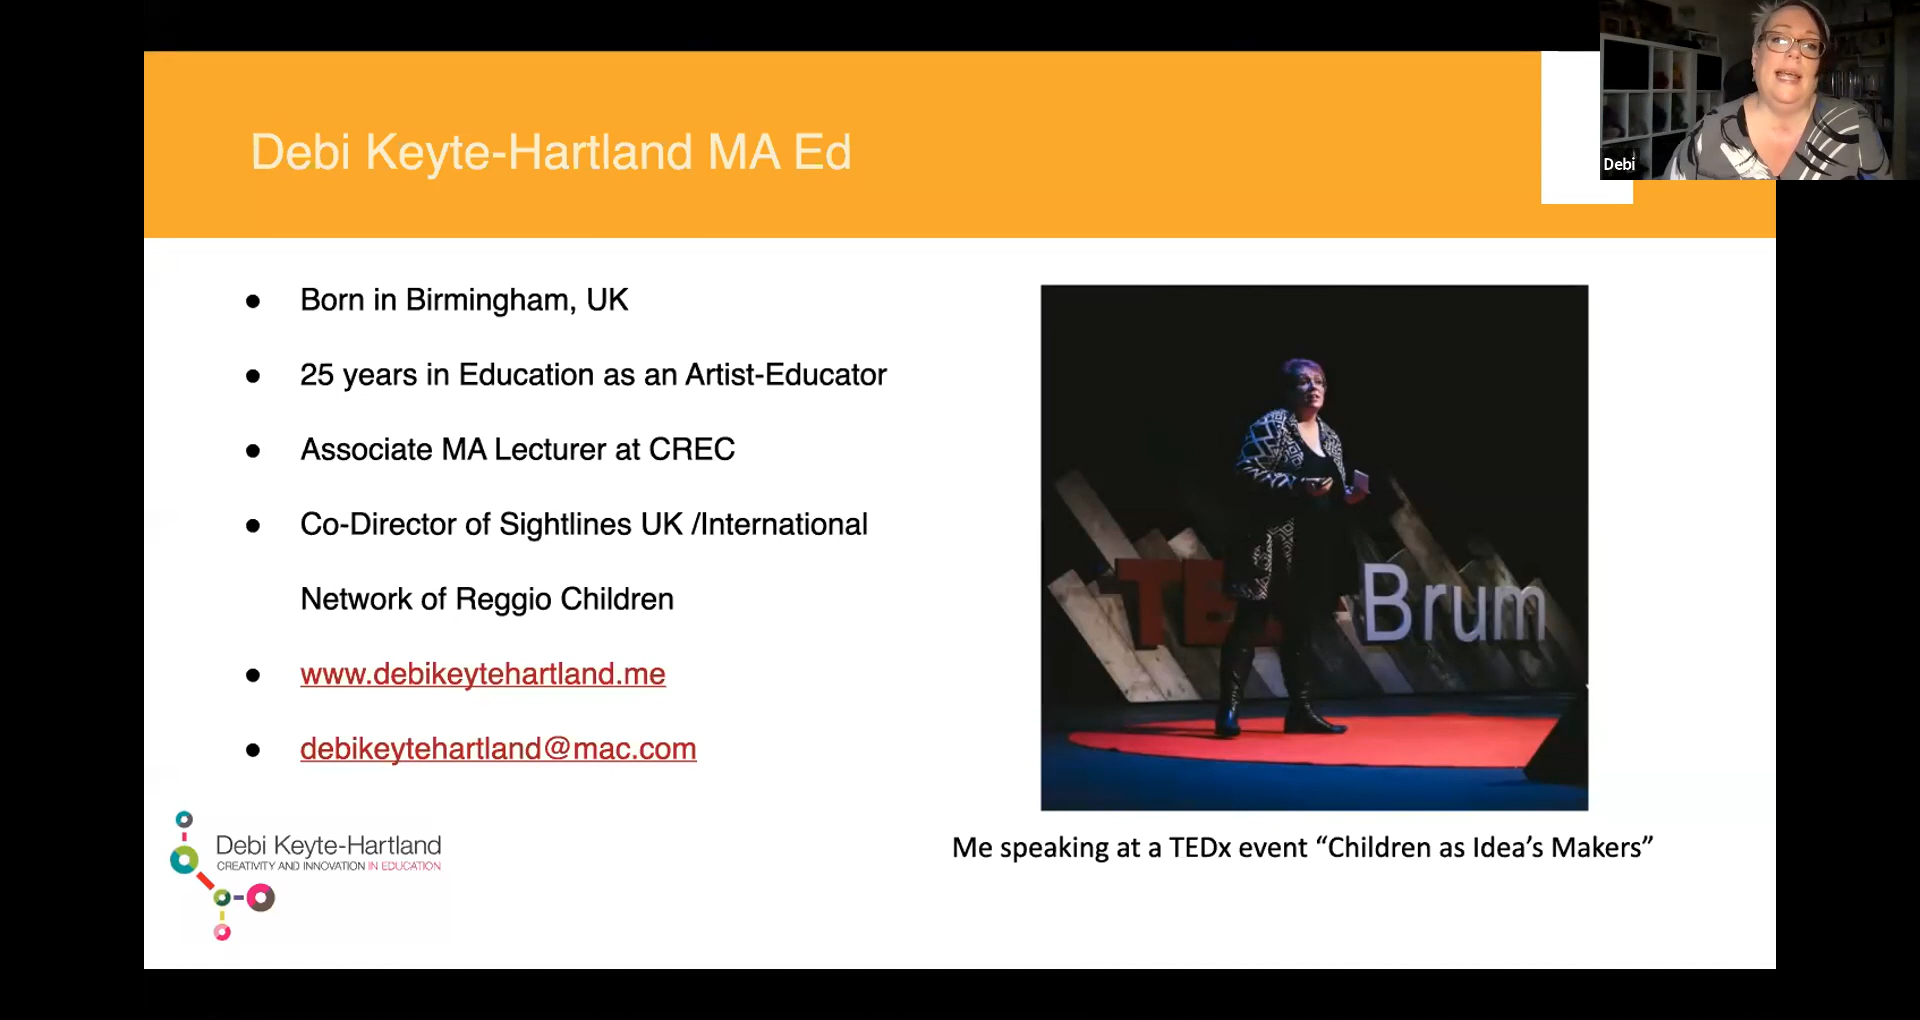 Debi Keyte-Hartland MA Ed
Debi
Born in Birmingham, UK
25 years in Education as an Artist-Educator
Associate MA Lecturer at CREC
Co-Director of Sightlines UK /International
Network of Reggio Children
www.debikeytehartland.me
debikeytehartland@mac.com
TE Brum
Me speaking at a TEDx event “Children as Idea’s Makers”
Debi Keyte-Hartland
CREATIVITY AND INNOVATION IN EDUCATION